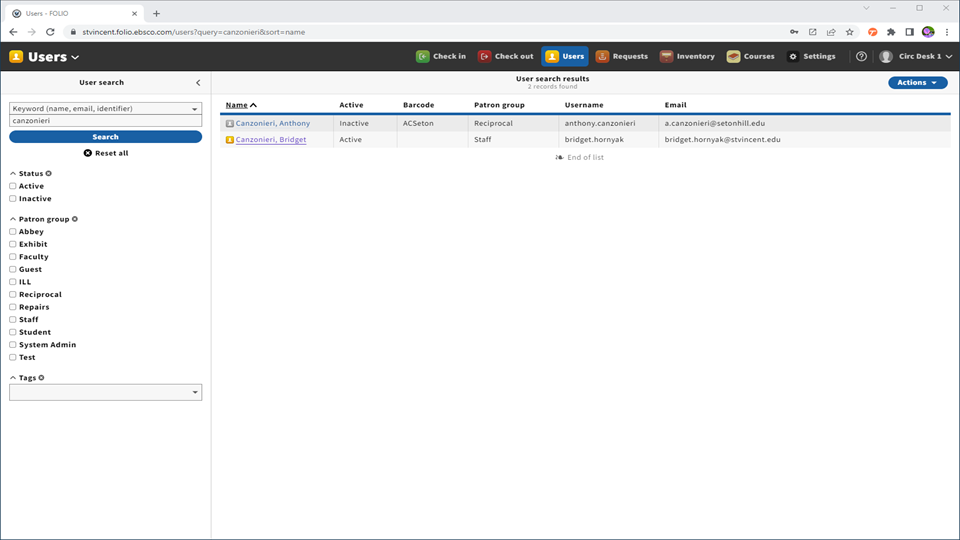 Users - FOLIO
stvincent.folio.ebsco.com/users?query=canzonieri&sort=name
Users
Check in
Check out
Users
Requests
Inventory
Courses
Settings
Circ Desk 1
User search
Keyword (name, email, identifier)
canzonieri
Search
Reset all
Status
Active
Inactive
Patron group
Abbey
Exhibit
Faculty
Guest
ILL
Reciprocal
Repairs
Staff
Student
System Admin
Test
Tags
User search results
2 records found
Actions
Name Active Barcode Patron group Username Email
Canzonieri, Anthony Inactive ACSeton Reciprocal anthony.canzonieri a.canzonieri@setonhill.edu
Canzonieri, Bridget Active Staff bridget.hornyak bridget.hornyak@stvincent.edu
End of list